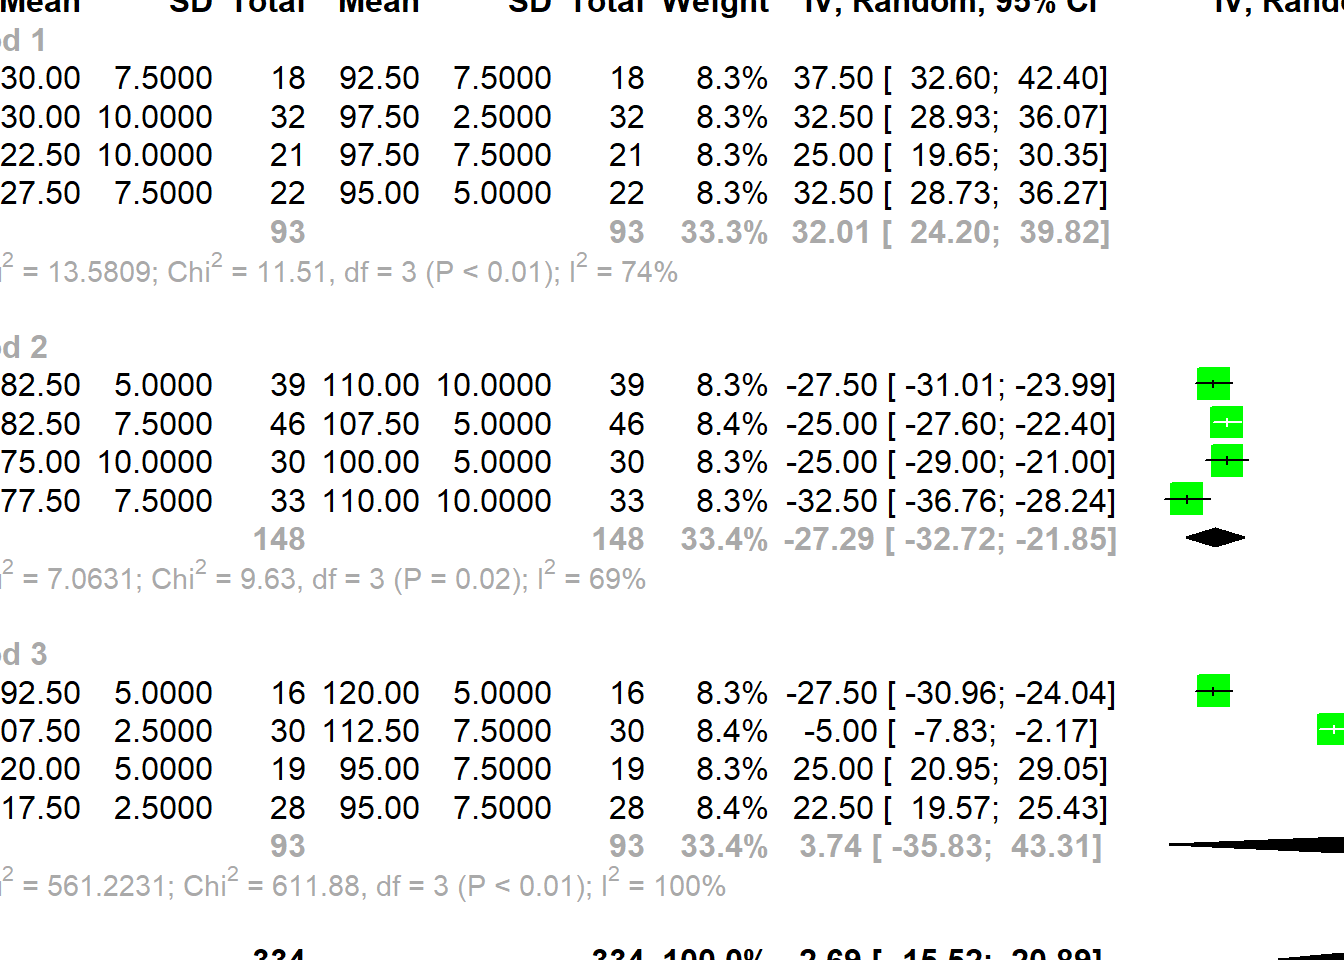 Mean SD Total Mean SD Total Weight IV, Random, 95% CI IV, Rand
d 1
30.00 7.5000 18 92.50 7.5000 18 8.3% 37.50 [ 32.60; 42.40]
30.00 10.0000 32 97.50 2.5000 32 8.3% 32.50 [ 28.93; 36.07]
22.50 10.0000 21 97.50 7.5000 21 8.3% 25.00 [ 19.65; 30.35]
27.50 7.5000 22 95.00 5.0000 22 8.3% 32.50 [ 28.73; 36.27]
93 93 33.3% 32.01 [ 24.20; 39.82]
² = 13.5809; Chi² = 11.51, df = 3 (P < 0.01); I² = 74%
d 2
82.50 5.0000 39 110.00 10.0000 39 8.3% -27.50 [ -31.01; -23.99]
82.50 7.5000 46 107.50 5.0000 46 8.4% -25.00 [ -27.60; -22.40]
75.00 10.0000 30 100.00 5.0000 30 8.3% -25.00 [ -29.00; -21.00]
77.50 7.5000 33 110.00 10.0000 33 8.3% -32.50 [ -36.76; -28.24]
148 148 33.4% -27.29 [ -32.72; -21.85]
² = 7.0631; Chi² = 9.63, df = 3 (P = 0.02); I² = 69%
d 3
92.50 5.0000 16 120.00 5.0000 16 8.3% -27.50 [ -30.96; -24.04]
07.50 2.5000 30 112.50 7.5000 30 8.4% -5.00 [ -7.83; -2.17]
20.00 5.0000 19 95.00 7.5000 19 8.3% 25.00 [ 20.95; 29.05]
17.50 2.5000 28 95.00 7.5000 28 8.4% 22.50 [ 19.57; 25.43]
93 93 33.4% 3.74 [ -35.83; 43.31]
² = 561.2231; Chi² = 611.88, df = 3 (P < 0.01); I² = 100%
334 334 100.0% 2.69 [ -15.52; 20.89]